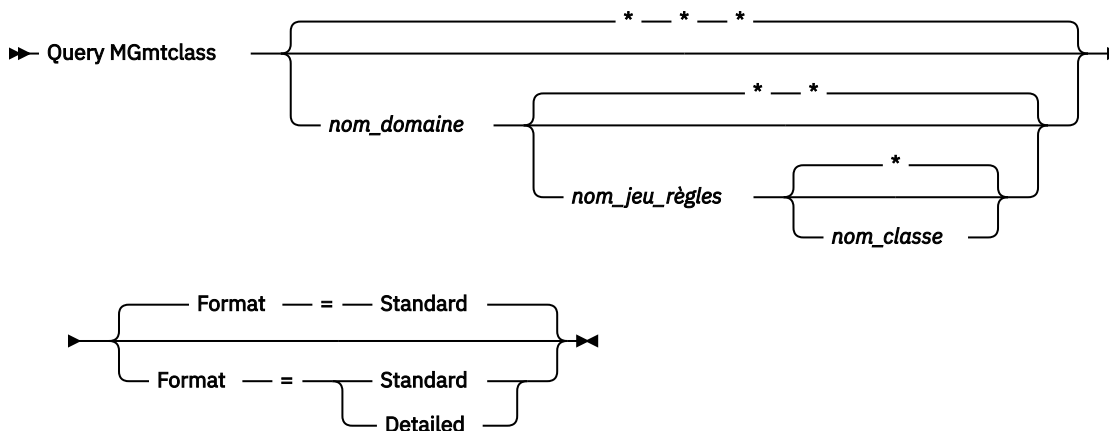 * * *
Query MGmtclass
* *
nom_domaine
*
nom_jeu_règles
nom_classe
Format = Standard
Format = Standard
Detailed